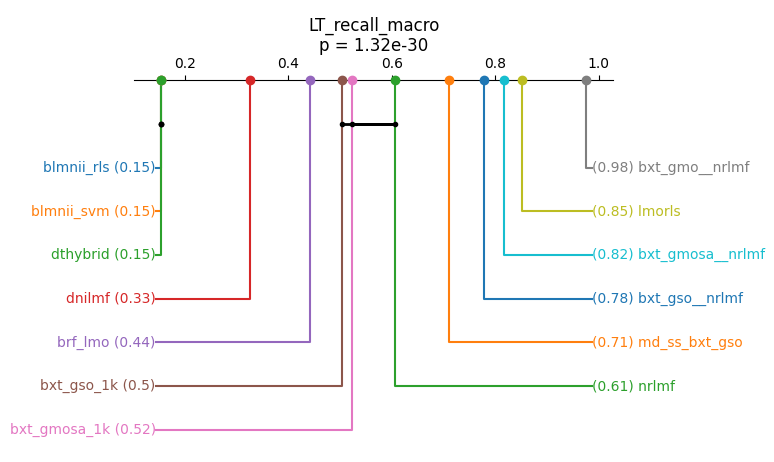 LT_recall_macro
p = 1.32e-30
0.2 0.4 0.6 0.8 1.0
blmnii_rls (0.15) (0.98) bxt_gmo__nrlmf
blmnii_svm (0.15) (0.85) lmorls
dthybrid (0.15) (0.82) bxt_gmosa__nrlmf
dnilmf (0.33) (0.78) bxt_gso__nrlmf
brf_lmo (0.44) (0.71) md_ss_bxt_gso
bxt_gso_1k (0.5) (0.61) nrlmf
bxt_gmosa_1k (0.52)